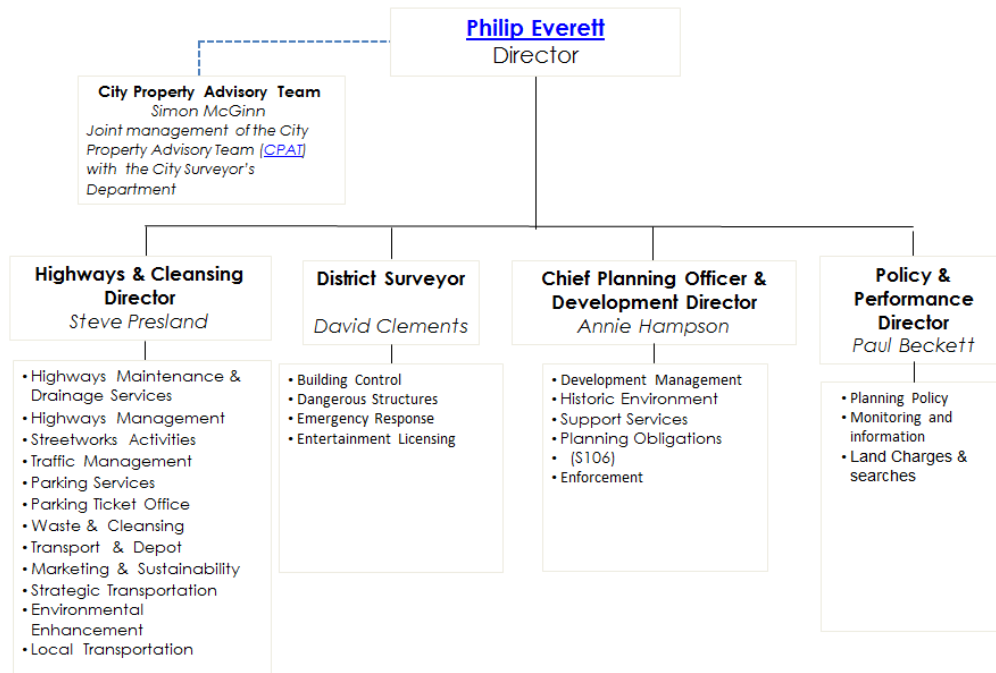 Philip Everett
Director
City Property Advisory Team
Simon McGinn
Joint management of the City
Property Advisory Team (CPAT)
with the City Surveyor's
Department
Highways & Cleansing
Director
Steve Presland
• Highways Maintenance &
Drainage Services
• Highways Management
• Streetworks Activities
• Traffic Management
• Parking Services
• Parking Ticket Office
• Waste & Cleansing
• Transport & Depot
• Marketing & Sustainability
• Strategic Transportation
• Environmental
Enhancement
• Local Transportation
District Surveyor
David Clements
• Building Control
• Dangerous Structures
• Emergency Response
• Entertainment Licensing
Chief Planning Officer &
Development Director
Annie Hampson
• Development Management
• Historic Environment
• Support Services
• Planning Obligations
• (S106)
• Enforcement
Policy &
Performance
Director
Paul Beckett
• Planning Policy
• Monitoring and
information
• Land Charges &
searches